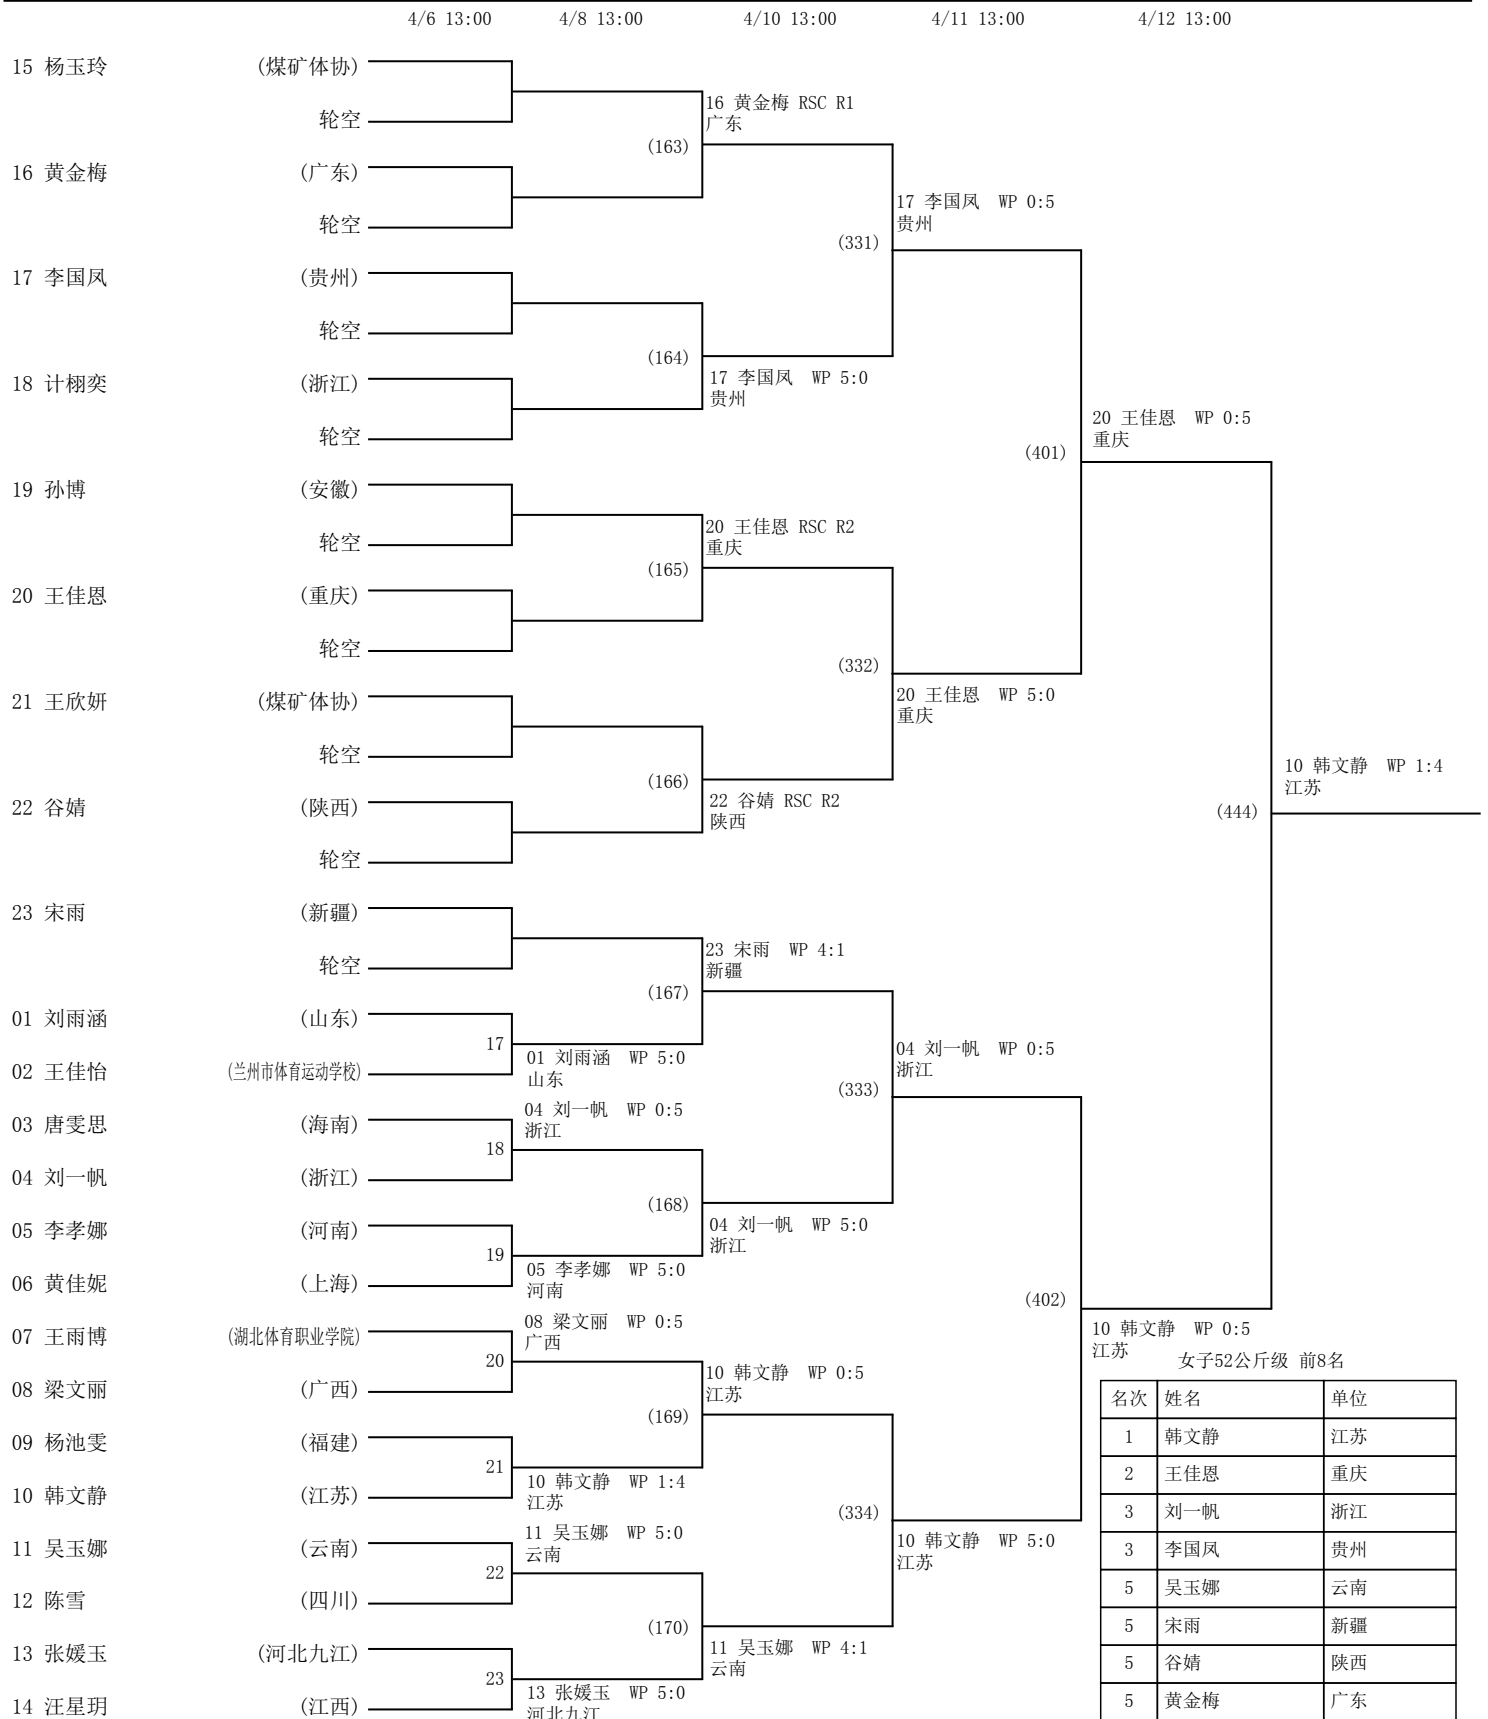 4/6 13:00 4/8 13:00 4/10 13:00 4/11 13:00 4/12 13:00
15 杨玉玲 (煤矿体协)
轮空
16 黄金梅 RSC R1
广东
(163)
16 黄金梅 (广东)
轮空
17 李国凤 WP 0:5
贵州
(331)
17 李国凤 (贵州)
轮空
(164)
17 李国凤 WP 5:0
贵州
18 计栩奕 (浙江)
轮空
20 王佳恩 WP 0:5
重庆
(401)
19 孙博 (安徽)
轮空
20 王佳恩 RSC R2
重庆
(165)
20 王佳恩 (重庆)
轮空
(332)
20 王佳恩 WP 5:0
重庆
21 王欣妍 (煤矿体协)
轮空
(166)
22 谷婧 RSC R2
陕西
10 韩文静 WP 1:4
江苏
(444)
22 谷婧 (陕西)
轮空
23 宋雨 (新疆)
轮空
23 宋雨 WP 4:1
新疆
(167)
01 刘雨涵 (山东)
17
01 刘雨涵 WP 5:0
山东
02 王佳怡 (兰州市体育运动学校)
04 刘一帆 WP 0:5
浙江
(333)
03 唐雯思 (海南)
04 刘一帆 WP 0:5
浙江
18
04 刘一帆 (浙江)
(168)
04 刘一帆 WP 5:0
浙江
05 李孝娜 (河南)
19
05 李孝娜 WP 5:0
河南
06 黄佳妮 (上海)
(402)
10 韩文静 WP 0:5
江苏
07 王雨博 (湖北体育职业学院)
08 梁文丽 WP 0:5
广西
20
08 梁文丽 (广西)
10 韩文静 WP 0:5
江苏
(169)
09 杨池雯 (福建)
21
10 韩文静 WP 1:4
江苏
10 韩文静 (江苏)
(334)
10 韩文静 WP 5:0
江苏
11 吴玉娜 (云南)
11 吴玉娜 WP 5:0
云南
22
12 陈雪 (四川)
(170)
11 吴玉娜 WP 4:1
云南
13 张媛玉 (河北九江)
23
13 张媛玉 WP 5:0
河北九江
14 汪星玥 (江西)
女子52公斤级 前8名
名次 姓名 单位
1 韩文静 江苏
2 王佳恩 重庆
3 刘一帆 浙江
3 李国凤 贵州
5 吴玉娜 云南
5 宋雨 新疆
5 谷婧 陕西
5 黄金梅 广东